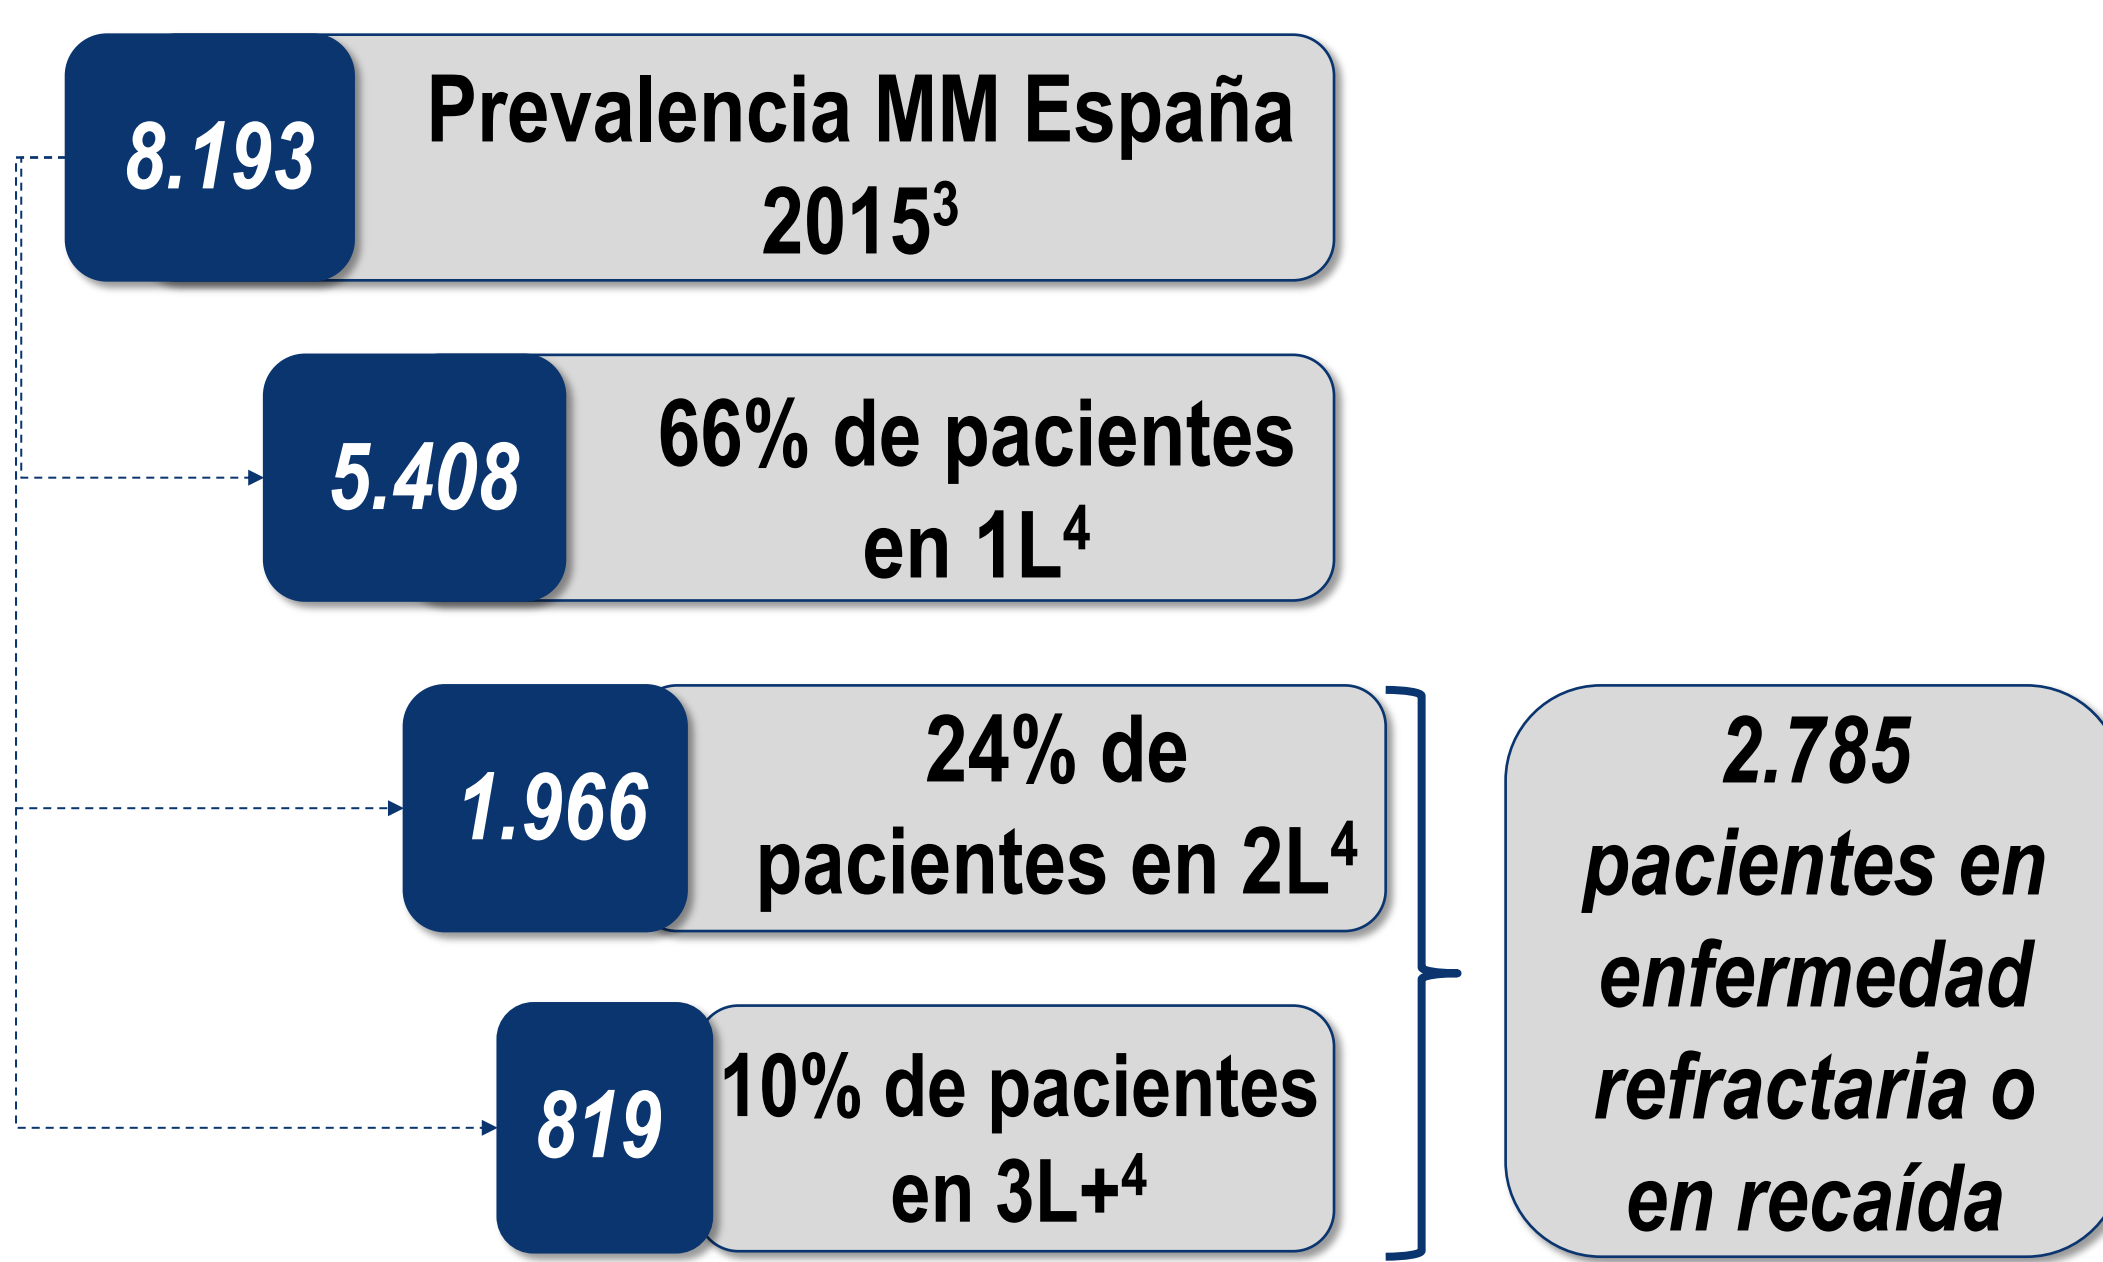 8.193
Prevalencia MM España
2015³
5.408
66% de pacientes
en 1L⁴
1.966
24% de
pacientes en 2L⁴
819
10% de pacientes
en 3L+⁴
2.785
pacientes en
enfermedad
refractaria o
en recaída